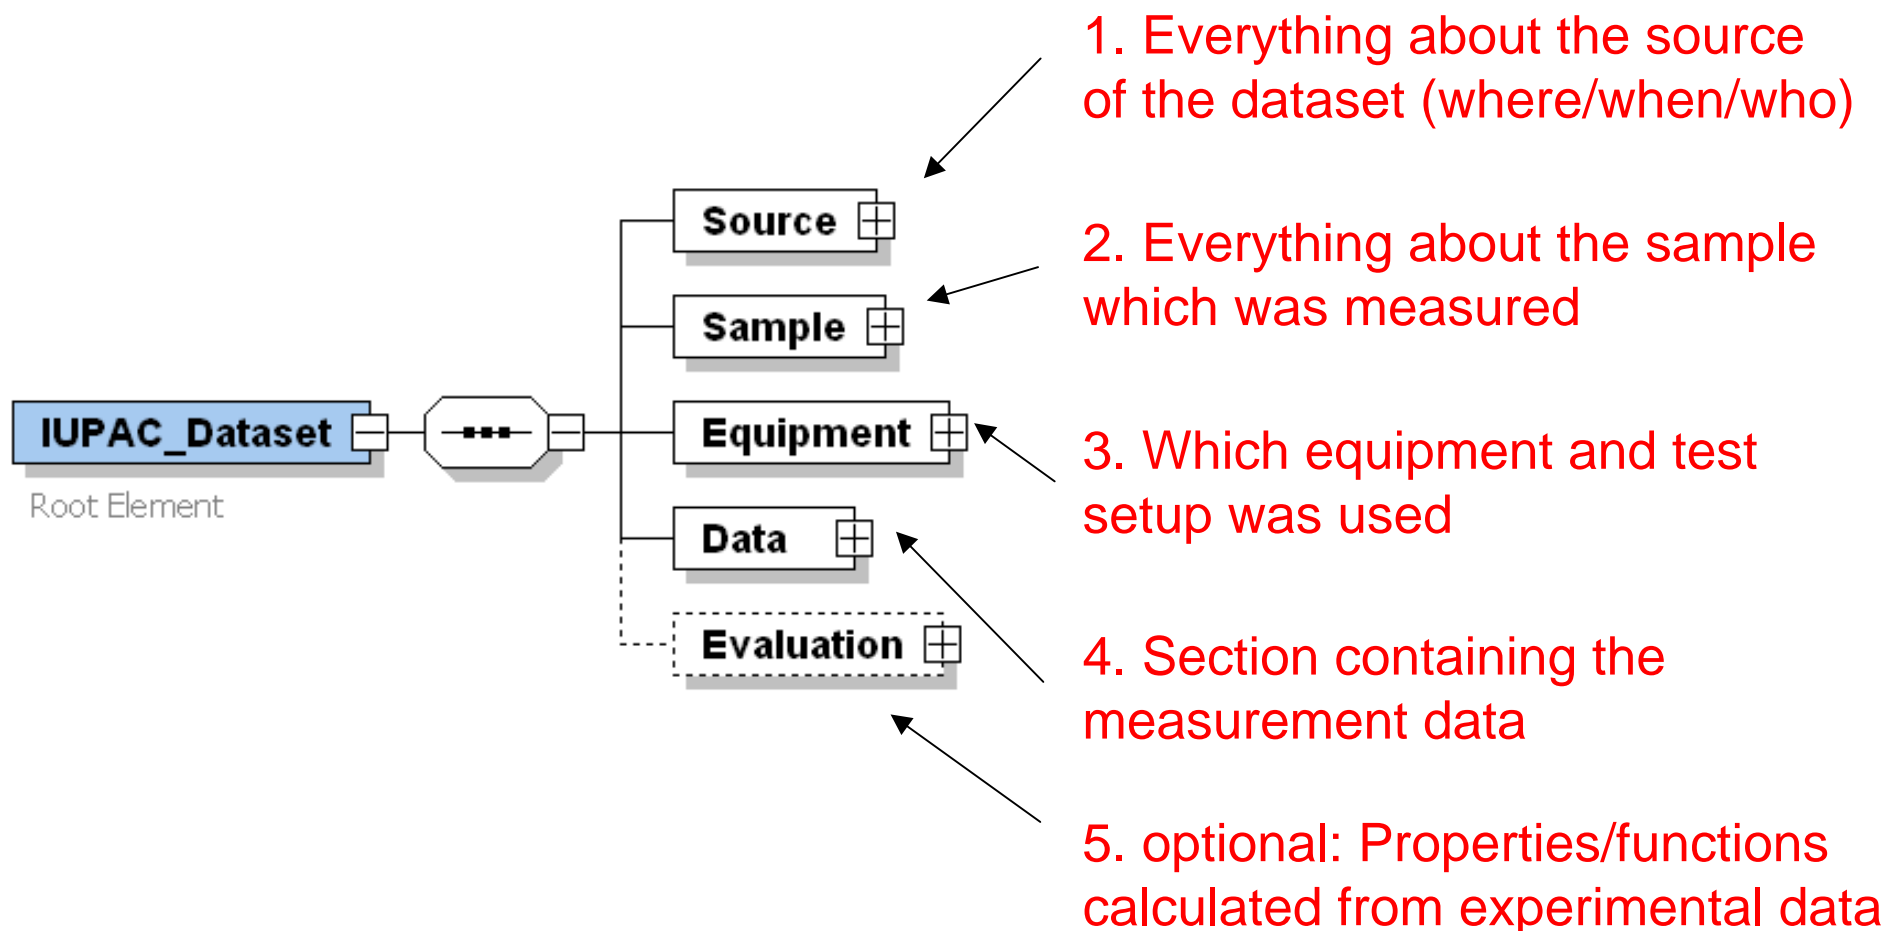 1. Everything about the source
of the dataset (where/when/who)
Source
2. Everything about the sample
which was measured
Sample
IUPAC_Dataset
Root Element
Equipment
3. Which equipment and test
setup was used
Data
4. Section containing the
measurement data
Evaluation
5. optional: Properties/functions
calculated from experimental data